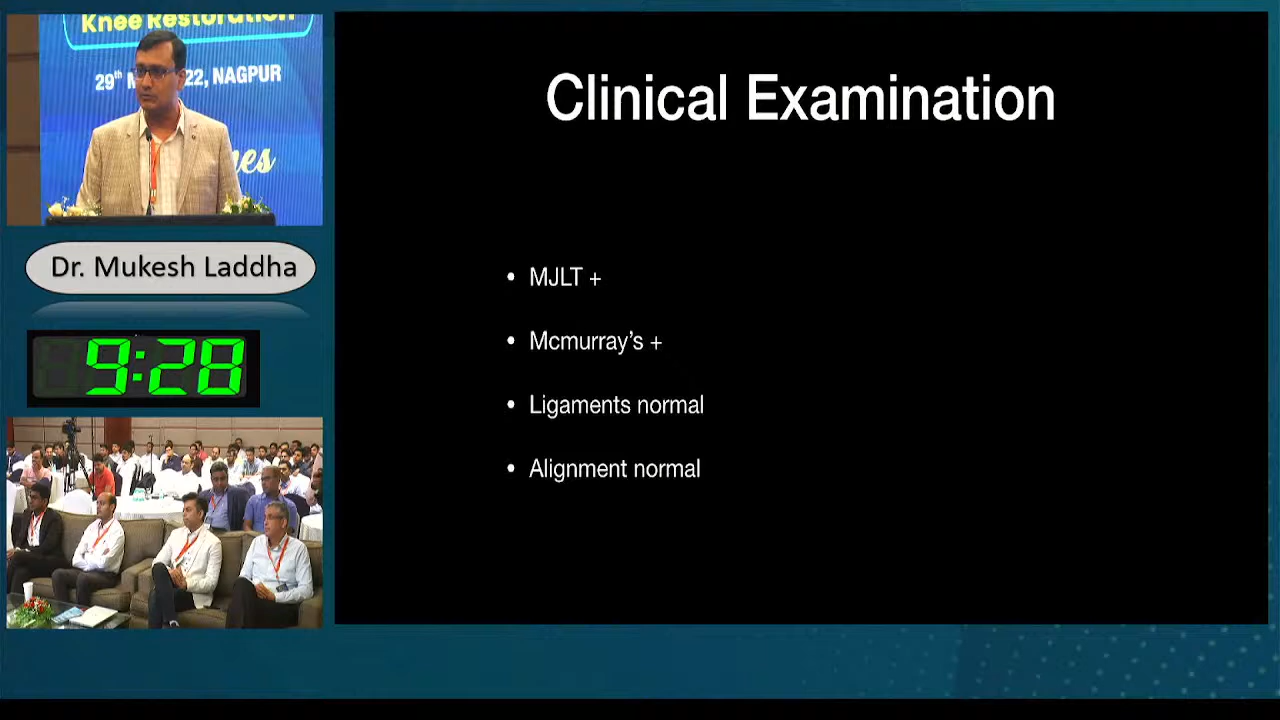 Knee Restoration
29th M 22, NAGPUR
Dr. Mukesh Laddha
9:28
Clinical Examination
• MJLT +
• Mcmurray’s +
• Ligaments normal
• Alignment normal